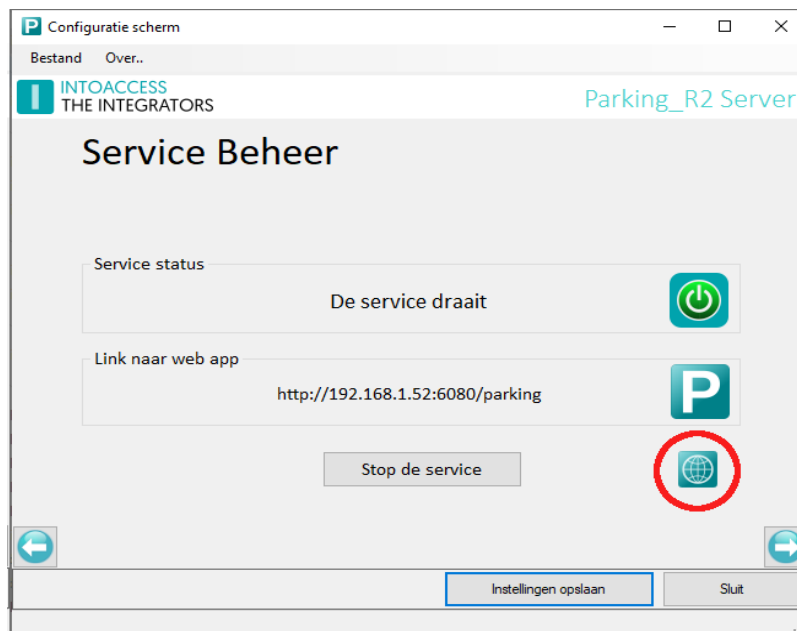 P Configuratie scherm
Bestand Over..
INTOACCESS
THE INTEGRATORS
Parking_R2 Server
Service Beheer
Service status
De service draait
Link naar web app
http://192.168.1.52:6080/parking
P
Stop de service
Instellingen opslaan Sluit